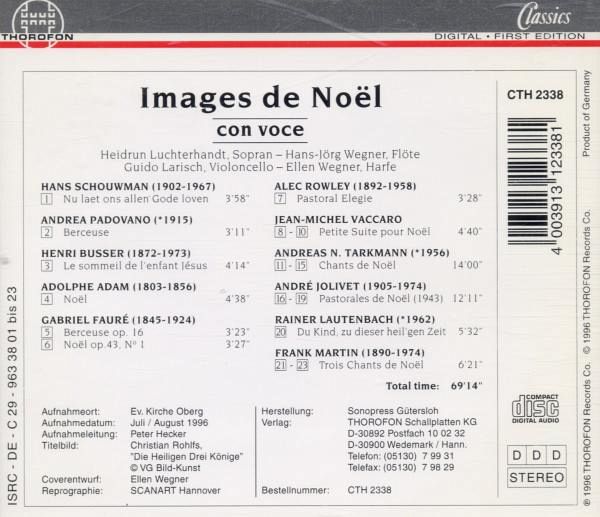 THOROFON
Classics
DIGITAL · FIRST EDITION
Images de Noël
con voce
Heidrun Luchterhandt, Sopran – Hans-Jörg Wegner, Flöte
Guido Larisch, Violoncello – Ellen Wegner, Harfe
HANS SCHOUWMAN (1902-1967)
1 Nu laet ons allen Gode loven 3'58"
ANDREA PADOVANO (*1915)
2 Berceuse 3'11"
HENRI BUSSER (1872-1973)
3 Le sommeil de l'enfant Jésus 4'14"
ADOLPHE ADAM (1803-1856)
4 Noël 4'38"
GABRIEL FAURÉ (1845-1924)
5 Berceuse op. 16 3'23"
6 Noël op.43, N° 1 3'27"
ALEC ROWLEY (1892-1958)
7 Pastoral Elegie 3'28"
JEAN-MICHEL VACCARO
8 - 10 Petite Suite pour Noël 4'40"
ANDREAS N. TARKMANN (*1956)
11 - 15 Chants de Noël 14'00"
ANDRÉ JOLIVET (1905-1974)
16 - 19 Pastorales de Noël (1943) 12'11"
RAINER LAUTENBACH (*1962)
20 Du Kind, zu dieser heil'gen Zeit 5'32"
FRANK MARTIN (1890-1974)
21 - 23 Trois Chants de Noël 6'21"
Total time: 69'14"
Aufnahmeort: Ev. Kirche Oberg
Aufnahmedatum: Juli / August 1996
Aufnahmeleitung: Peter Hecker
Titelbild: Christian Rohlfs,
"Die Heiligen Drei Könige"
© VG Bild-Kunst
Coverentwurf: Ellen Wegner
Reprographie: SCANART Hannover
Herstellung: Sonopress Gütersloh
Verlag: THOROFON Schallplatten KG
D-30892 Postfach 10 02 32
D-30900 Wedemark / Hann.
Telefon: (05130) 7 99 31
Telefax: (05130) 7 98 29
Bestellnummer: CTH 2338
CTH 2338
4 003913 123381
COMPACT
disc
DIGITAL AUDIO
D D D
STEREO
Product of Germany
℗ 1996 THOROFON Records Co. © 1996 THOROFON Records Co.
ISRC - DE - C 29 - 963 38 01 bis 23